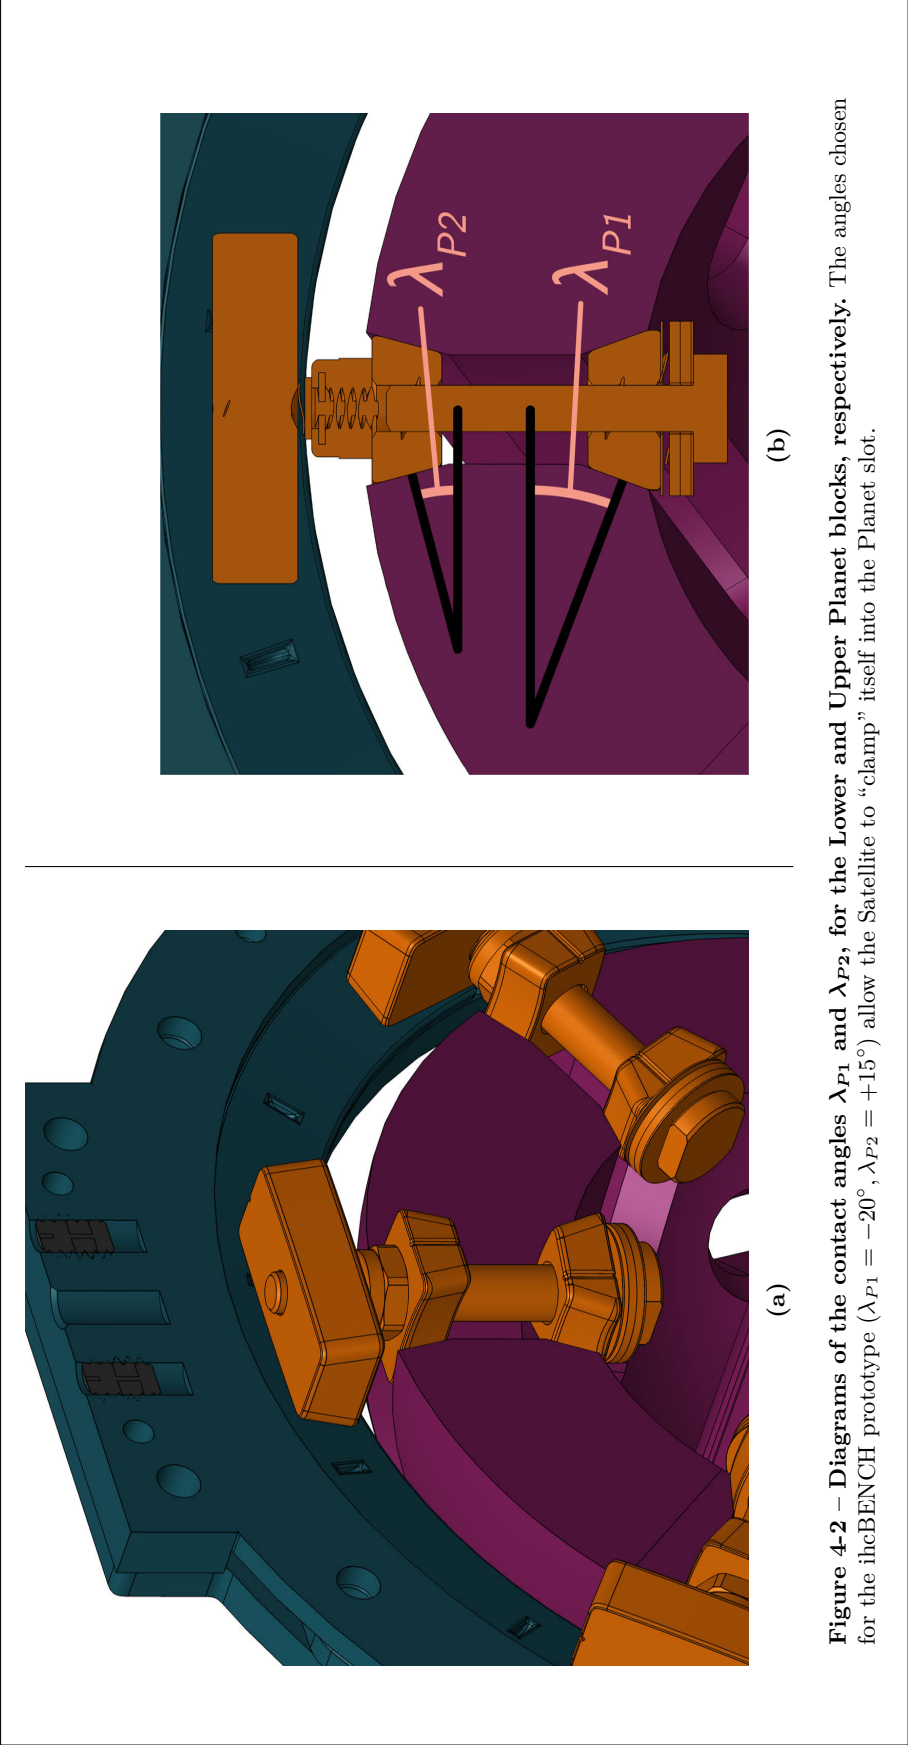 λP2
λP1
(a)
(b)
Figure 4-2 – Diagrams of the contact angles λP1 and λP2, for the Lower and Upper Planet blocks, respectively. The angles chosen
for the ihcBENCH prototype (λP1 = −20°, λP2 = +15°) allow the Satellite to “clamp” itself into the Planet slot.